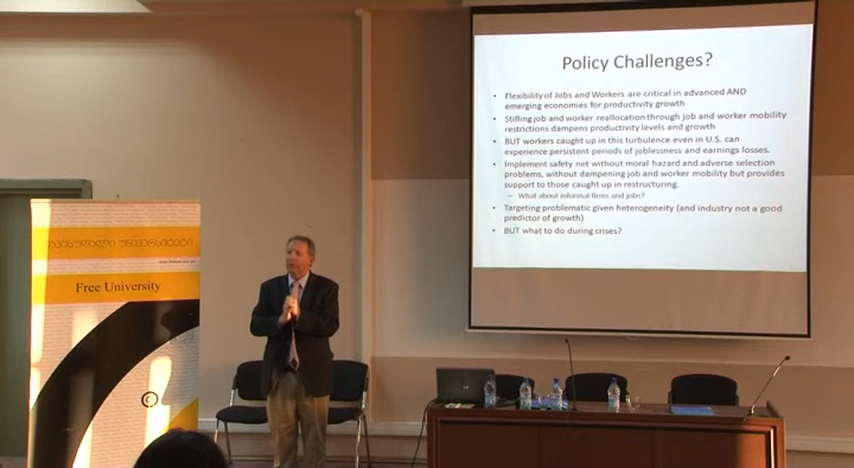 Policy Challenges?
• Flexibility of Jobs and Workers are critical in advanced AND
emerging economies for productivity growth
• Stifling job and worker reallocation through job and worker mobility
restrictions dampens productivity levels and growth
• BUT workers caught up in this turbulence even in U.S. can
experience persistent periods of joblessness and earnings losses.
• Implement safety net without moral hazard and adverse selection
problems, without dampening job and worker mobility but provides
support to those caught up in restructuring.
– What about informal firms and jobs?
• Targeting problematic given heterogeneity (and industry not a good
predictor of growth)
• BUT what to do during crises?
თავისუფალი უნივერსიტეტი
Free University
©